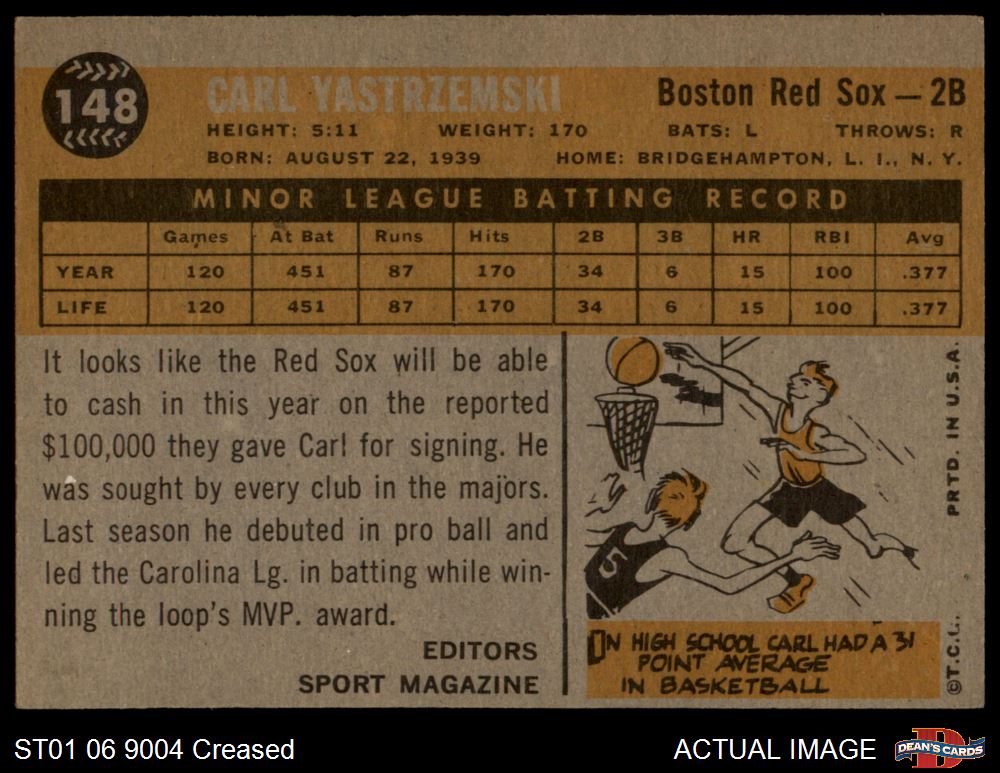 148
CARL YASTRZEMSKI
Boston Red Sox — 2B
HEIGHT: 5:11 WEIGHT: 170 BATS: L THROWS: R
BORN: AUGUST 22, 1939 HOME: BRIDGEHAMPTON, L. I., N. Y.
MINOR LEAGUE BATTING RECORD
Games At Bat Runs Hits 2B 3B HR RBI Avg
YEAR 120 451 87 170 34 6 15 100 .377
LIFE 120 451 87 170 34 6 15 100 .377
It looks like the Red Sox will be able
to cash in this year on the reported
$100,000 they gave Carl for signing. He
was sought by every club in the majors.
Last season he debuted in pro ball and
led the Carolina Lg. in batting while win-
ning the loop's MVP. award.
EDITORS
SPORT MAGAZINE
5
IN HIGH SCHOOL CARL HAD A 31
POINT AVERAGE
IN BASKETBALL
PRTD. IN U.S.A.
©T.C.G.
ST01 06 9004 Creased
ACTUAL IMAGE
DEAN'S CARDS